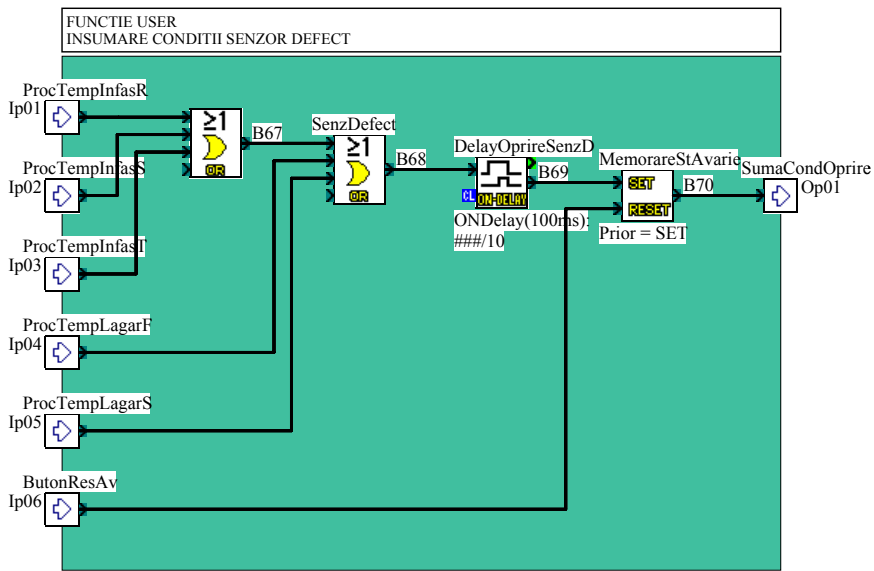 FUNCTIE USER
INSUMARE CONDITII SENZOR DEFECT
ProcTempInfasR
Ip01
≥1
OR
B67
SenzDefect
≥1
OR
B68
DelayOprireSenzD
CL
ON-DELAY
B69
ONDelay(100ms):
###/10
MemorareStAvarie
SET
RESET
B70
Prior = SET
SumaCondOprire
Op01
ProcTempInfasS
Ip02
ProcTempInfasT
Ip03
ProcTempLagarF
Ip04
ProcTempLagarS
Ip05
ButonResAv
Ip06